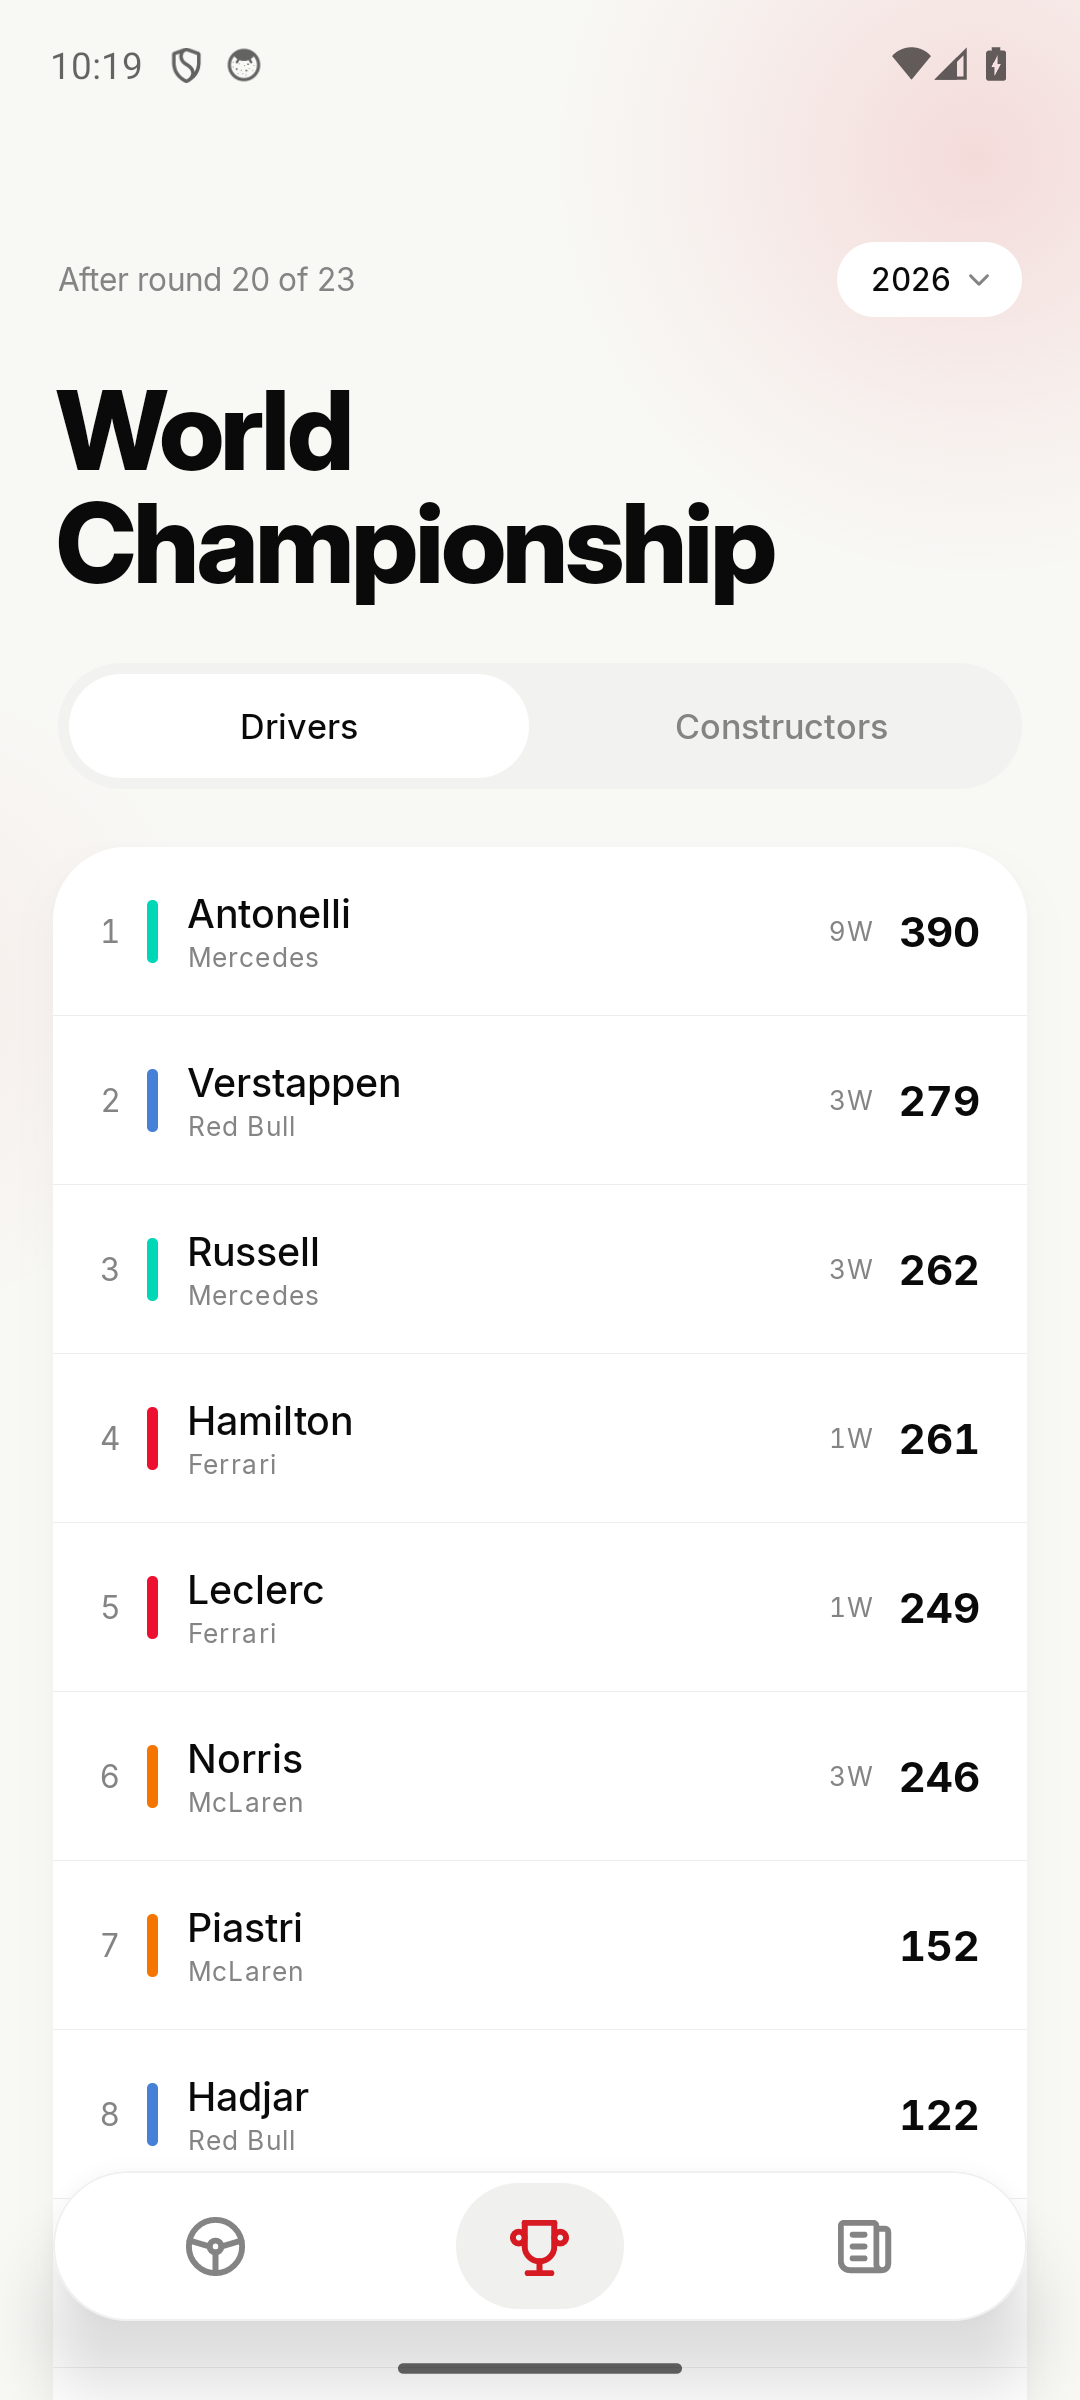 10:19
After round 20 of 23
2026
World
Championship
Drivers
Constructors
1
Antonelli
Mercedes
9W
390
2
Verstappen
Red Bull
3W
279
3
Russell
Mercedes
3W
262
4
Hamilton
Ferrari
1W
261
5
Leclerc
Ferrari
1W
249
6
Norris
McLaren
3W
246
7
Piastri
McLaren
152
8
Hadjar
Red Bull
122